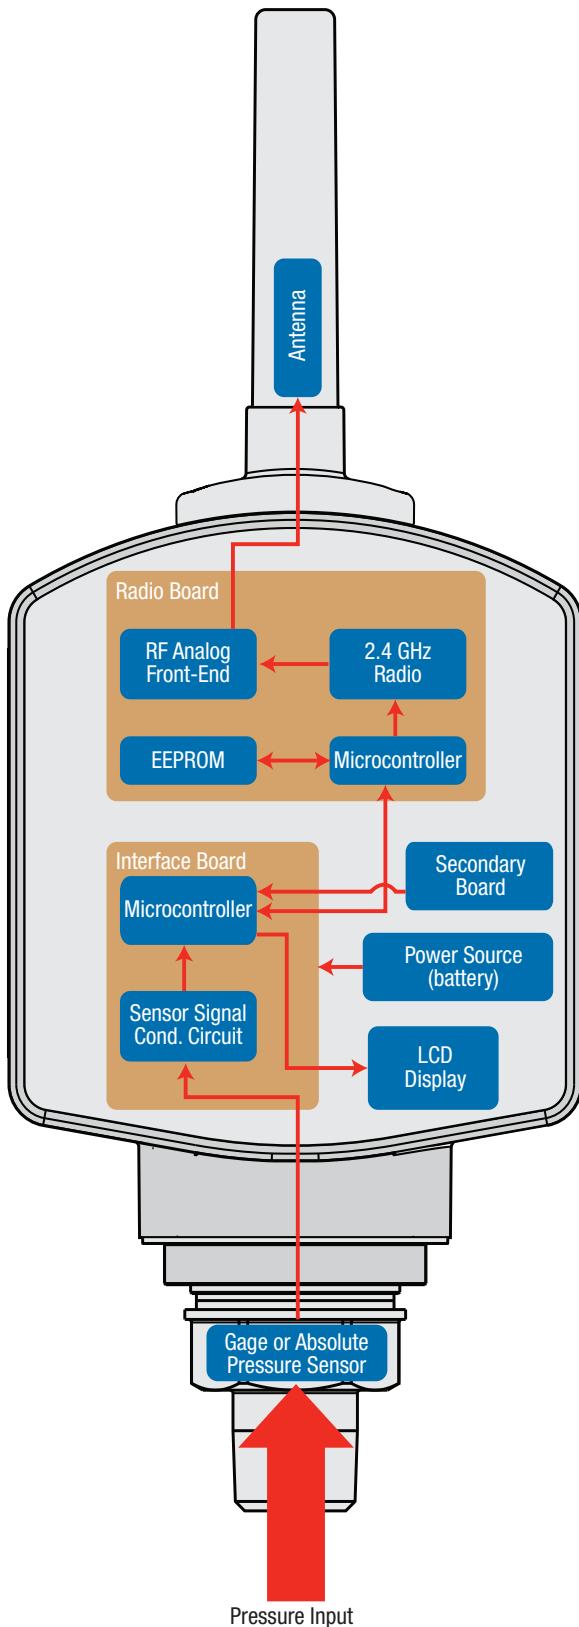 Antenna
Radio Board
RF Analog
Front-End
2.4 GHz
Radio
EEPROM
Microcontroller
Interface Board
Microcontroller
Secondary
Board
Power Source
(battery)
Sensor Signal
Cond. Circuit
LCD
Display
Gage or Absolute
Pressure Sensor
Pressure Input